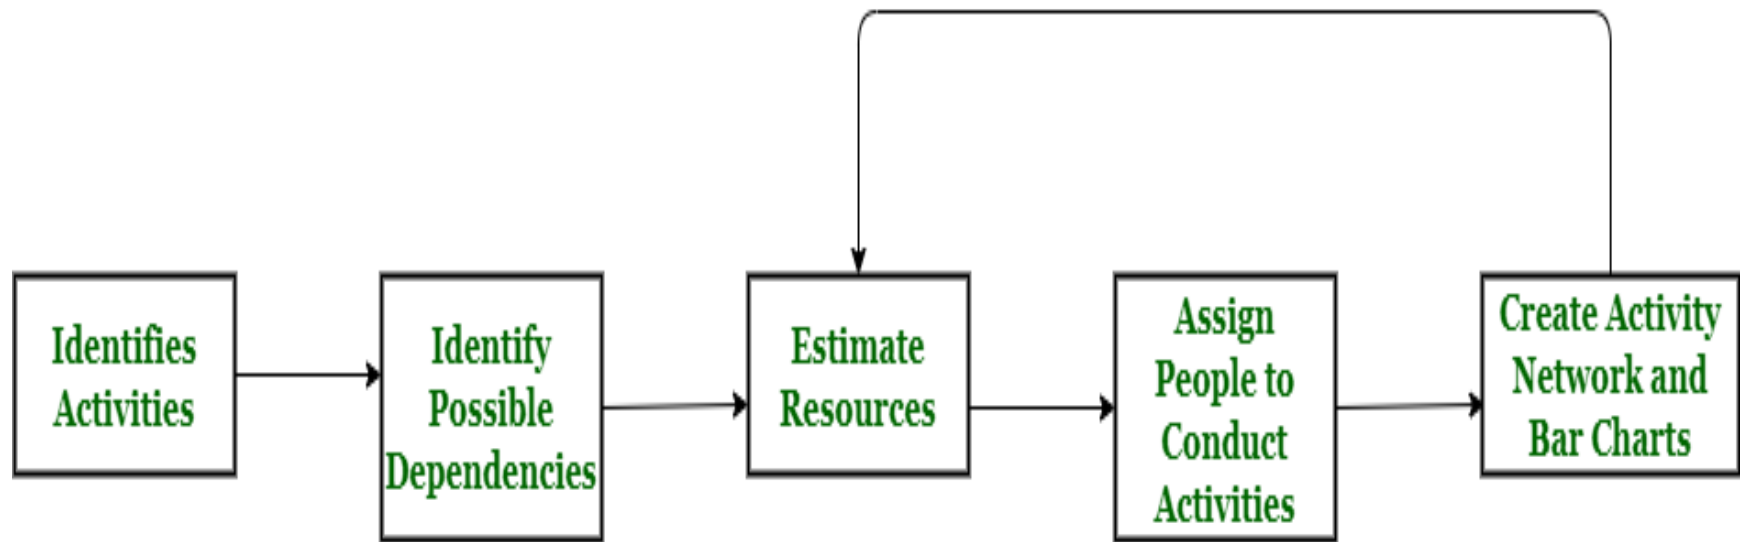 Identifies
Activities
Identify
Possible
Dependencies
Estimate
Resources
Assign
People to
Conduct
Activities
Create Activity
Network and
Bar Charts